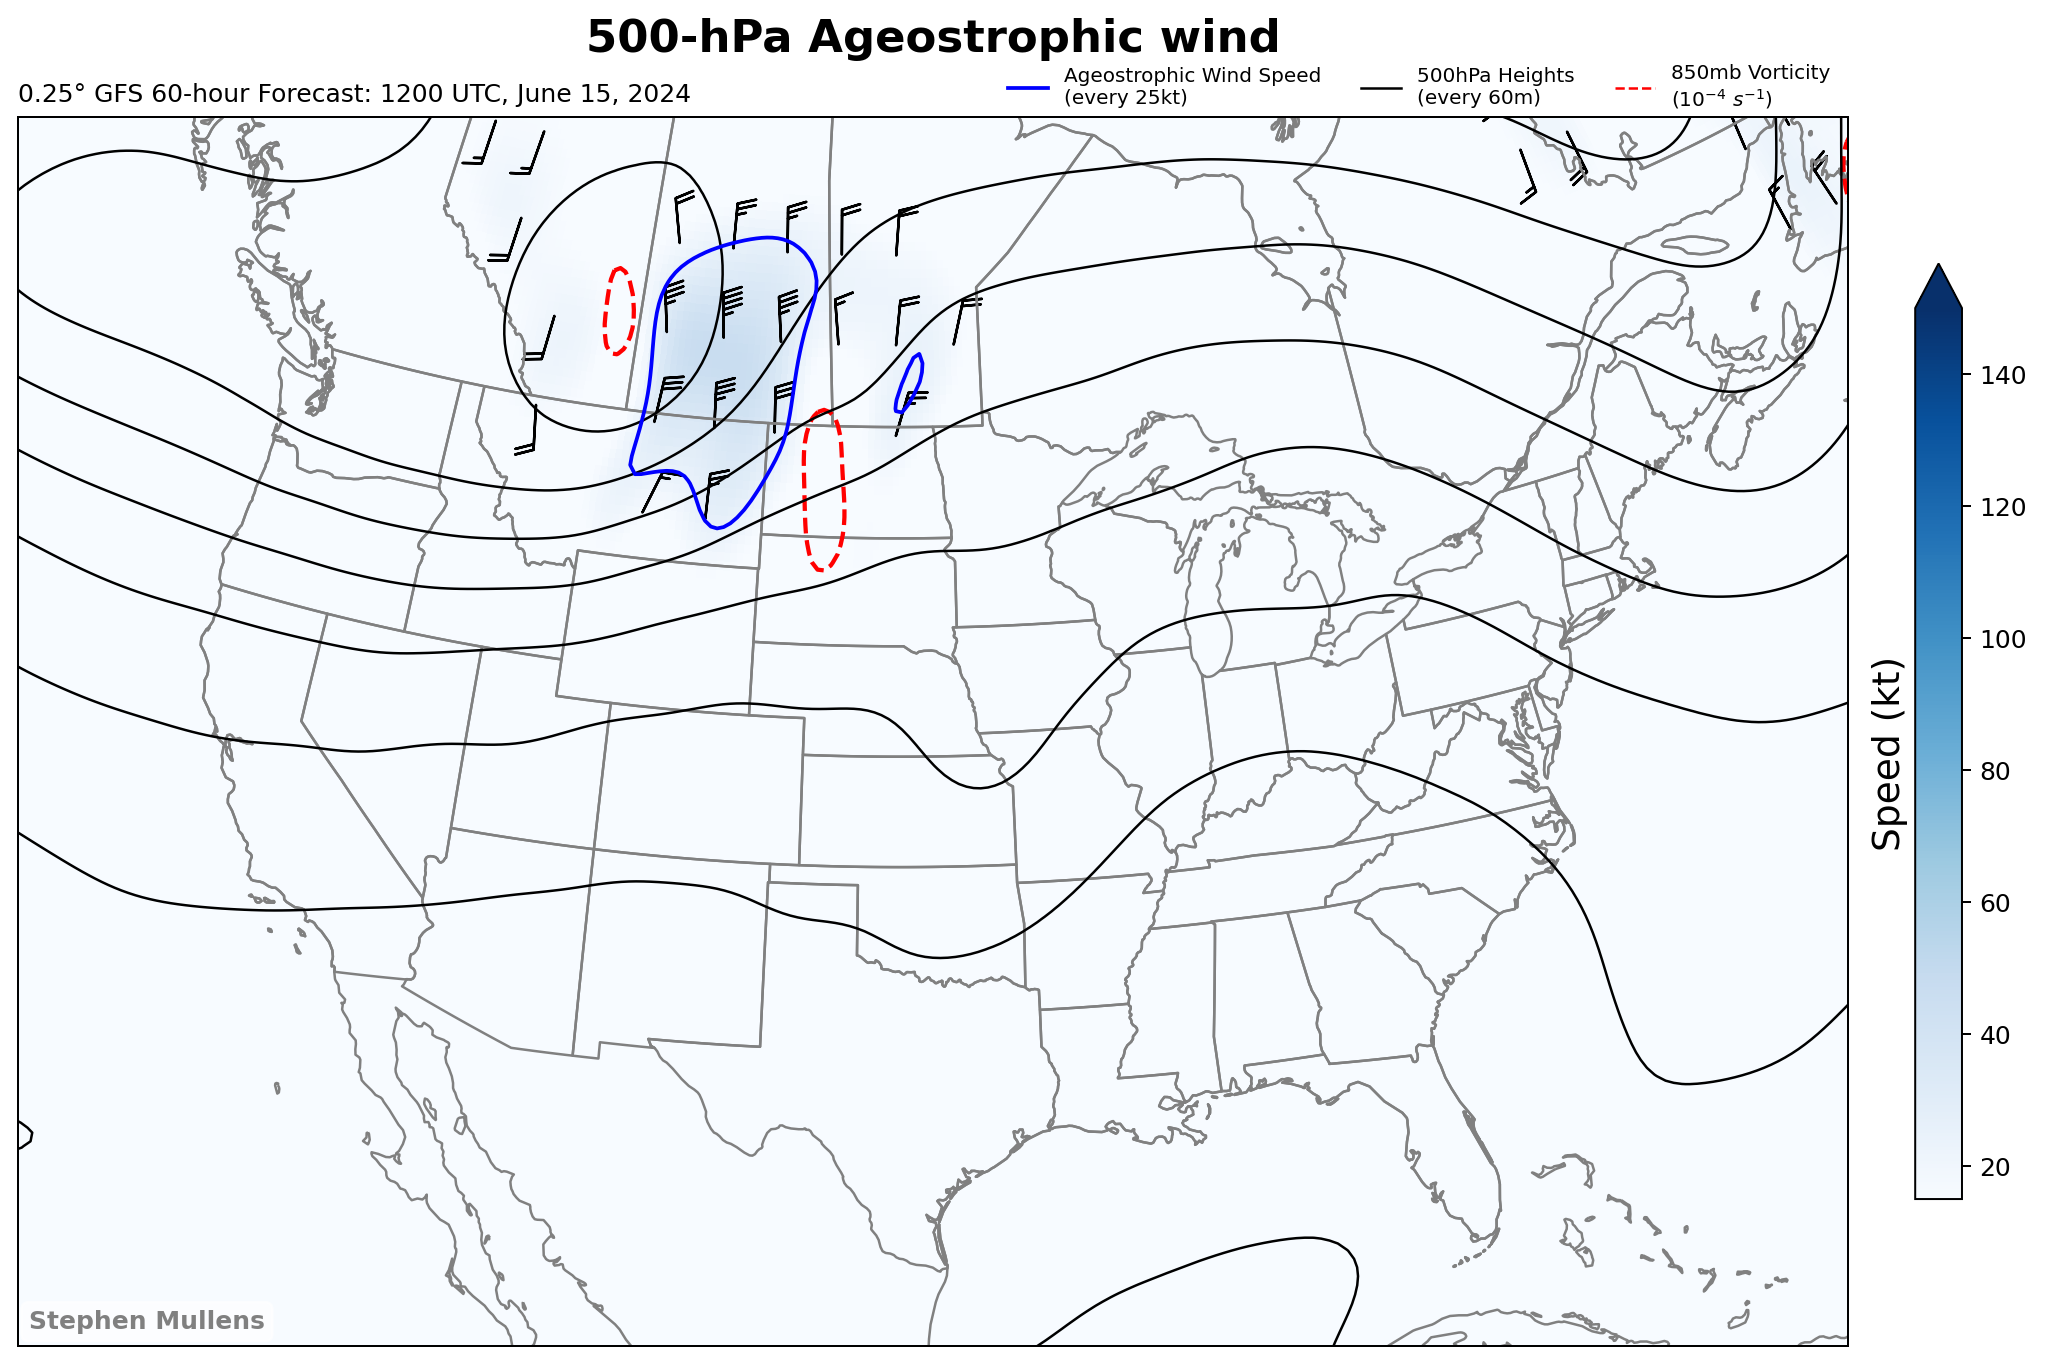 500-hPa Ageostrophic wind
0.25° GFS 60-hour Forecast: 1200 UTC, June 15, 2024
Ageostrophic Wind Speed
(every 25kt)
500hPa Heights
(every 60m)
850mb Vorticity
(10⁻⁴ s⁻¹)
140
120
100
80
60
40
20
Speed (kt)
Stephen Mullens